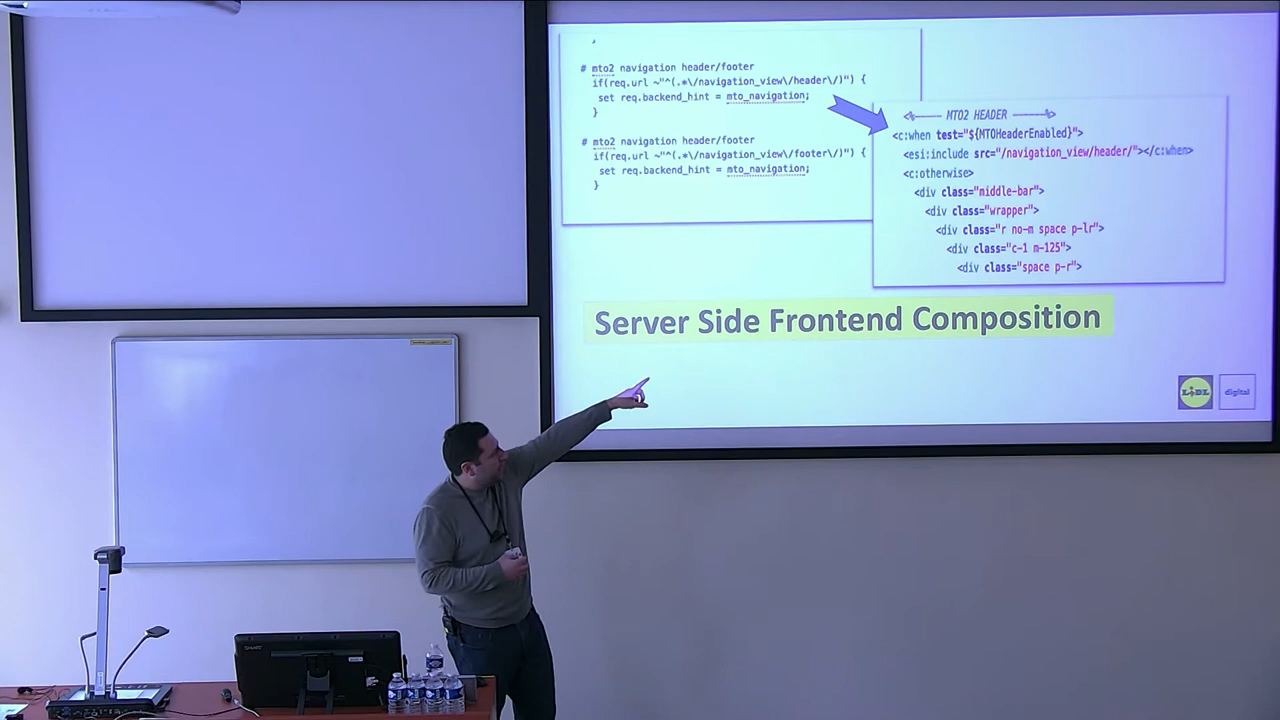 # mto2 navigation header/footer
if(req.url ~"^(.*\/navigation_view\/header\/)") {
set req.backend_hint = mto_navigation;
}
# mto2 navigation header/footer
if(req.url ~"^(.*\/navigation_view\/footer\/)") {
set req.backend_hint = mto_navigation;
}
<%---- MTO2 HEADER ----%>
<c:when test="${MTOHeaderEnabled}">
<esi:include src="/navigation_view/header/"></c:when>
<c:otherwise>
<div class="middle-bar">
<div class="wrapper">
<div class="r no-m space p-lr">
<div class="c-1 m-125">
<div class="space p-r">
Server Side Frontend Composition
LIDL
digital